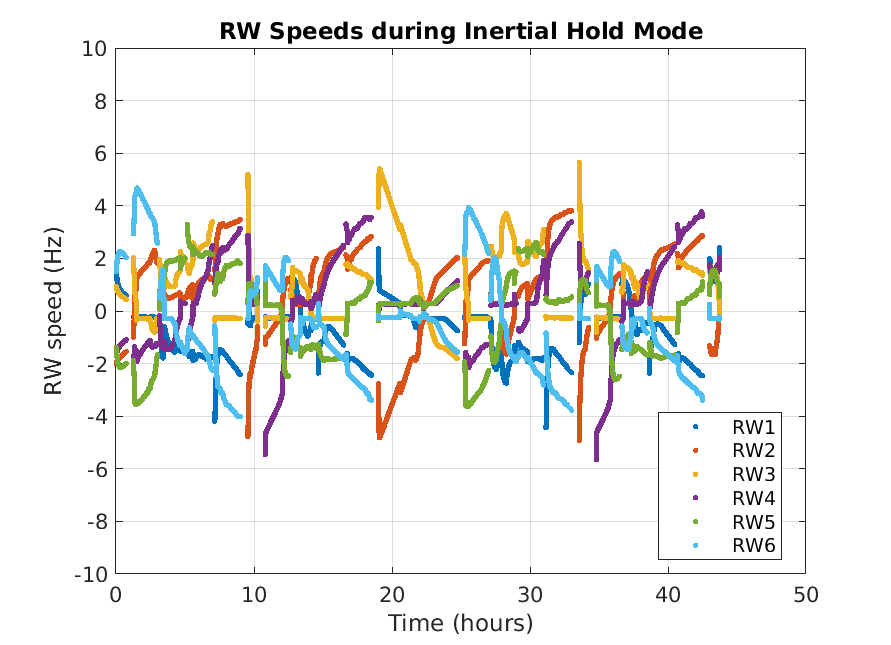 RW Speeds during Inertial Hold Mode
10
8
6
4
2
0
-2
-4
-6
-8
-10
RW speed (Hz)
RW1
RW2
RW3
RW4
RW5
RW6
0 10 20 30 40 50
Time (hours)